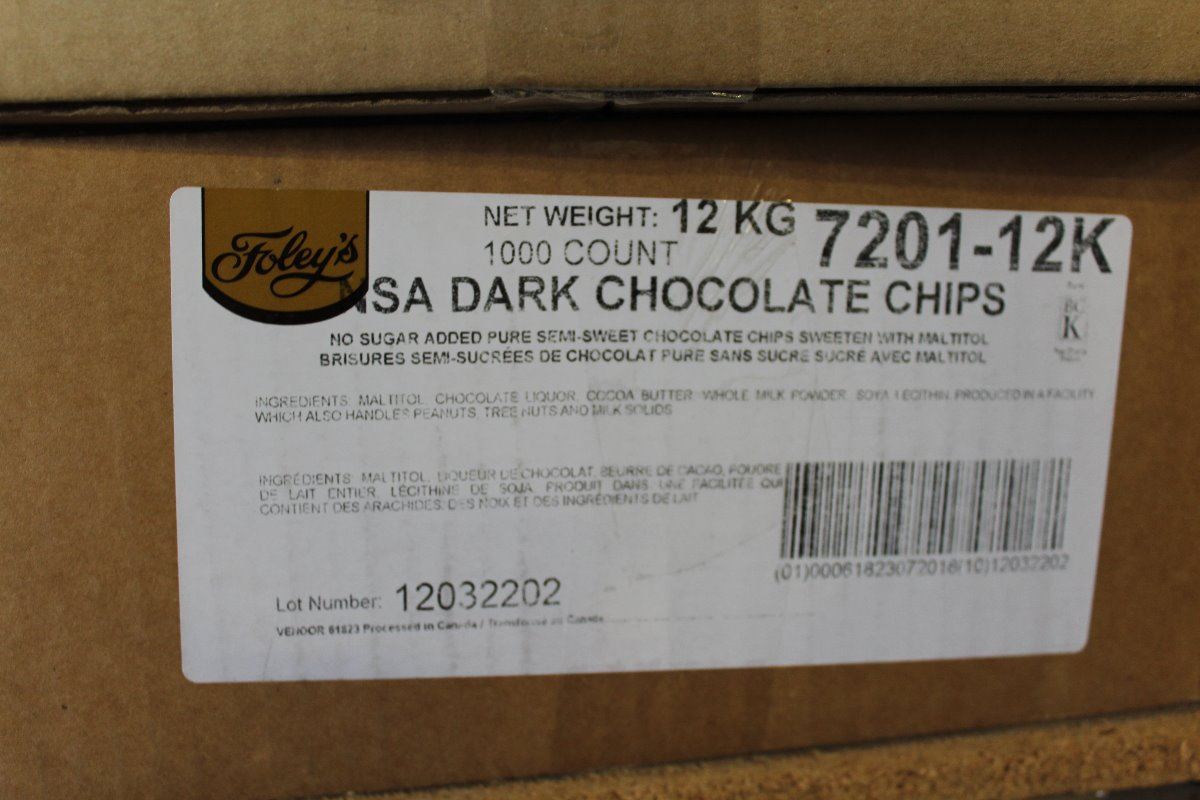 Foley's
NET WEIGHT: 12 KG
7201-12K
1000 COUNT
NSA DARK CHOCOLATE CHIPS
BC
K
NO SUGAR ADDED PURE SEMI-SWEET CHOCOLATE CHIPS SWEETEN WITH MALTITOL
BRISURES SEMI-SUCRÉES DE CHOCOLAT PURE SANS SUCRE SUCRÉ AVEC MALTITOL
INGREDIENTS: MALTITOL, CHOCOLATE LIQUOR, COCOA BUTTER, WHOLE MILK POWDER, SOYA LECITHIN. PRODUCED IN A FACILITY
WHICH ALSO HANDLES PEANUTS, TREE NUTS AND MILK SOLIDS
INGRÉDIENTS: MALTITOL, LIQUEUR DE CHOCOLAT, BEURRE DE CACAO, POUDRE
DE LAIT ENTIER, LÉCITHINE DE SOJA. PRODUIT DANS UNE FACILITÉE QUI
CONTIENT DES ARACHIDES, DES NOIX ET DES INGRÉDIENTS DE LAIT
(01)00061823072016(10)12032202
Lot Number: 12032202
VENDOR 61823 Processed in Canada / Transformé au Canada